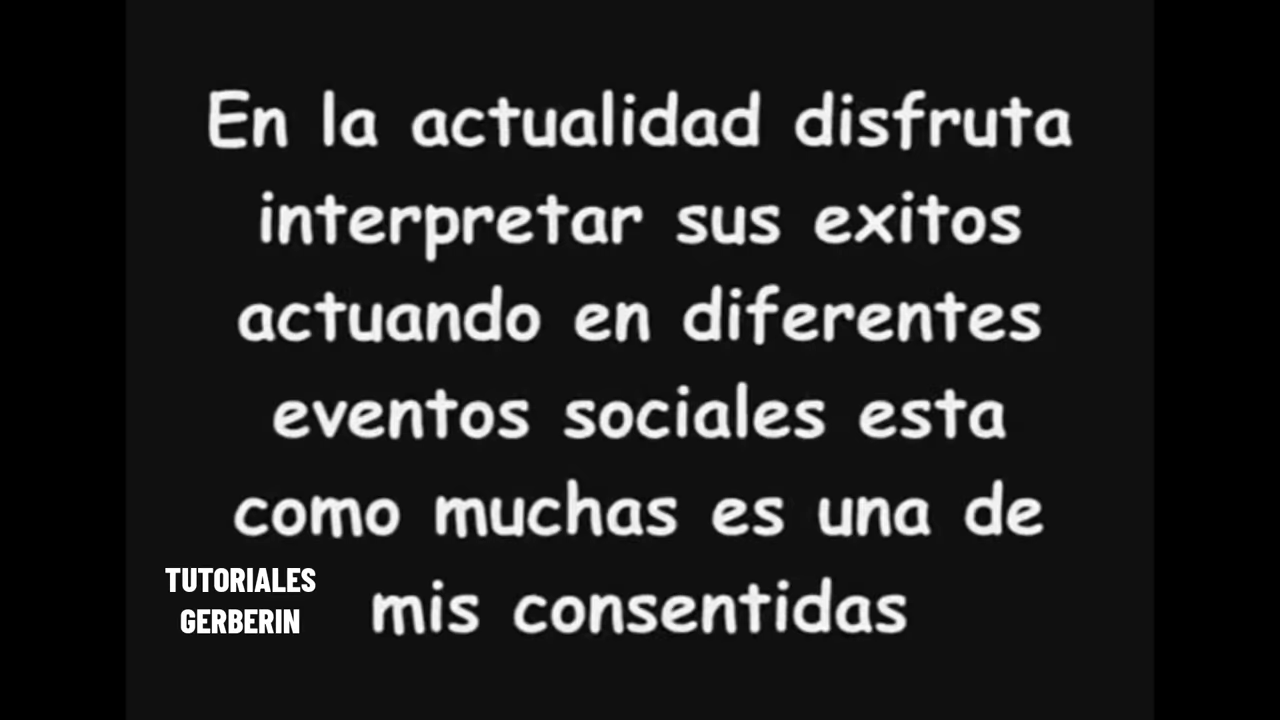 En la actualidad disfruta
interpretar sus exitos
actuando en diferentes
eventos sociales esta
como muchas es una de
mis consentidas
TUTORIALES
GERBERIN